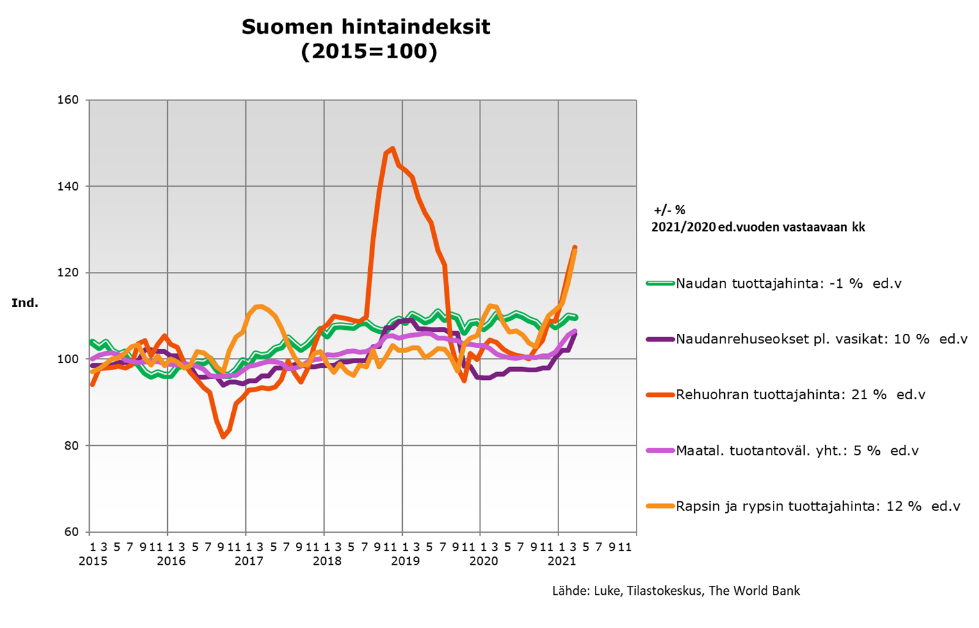 Suomen hintaindeksit
(2015=100)
160
140
120
100
80
60
Ind.
1 3 5 7 9 11 1 3 5 7 9 11 1 3 5 7 9 11 1 3 5 7 9 11 1 3 5 7 9 11 1 3 5 7 9 11 1 3 5 7 9 11
2015 2016 2017 2018 2019 2020 2021
+/- %
2021/2020 ed.vuoden vastaavaan kk
Naudan tuottajahinta: -1 % ed.v
Naudanrehuseokset pl. vasikat: 10 % ed.v
Rehuohran tuottajahinta: 21 % ed.v
Maatal. tuotantoväl. yht.: 5 % ed.v
Rapsin ja rypsin tuottajahinta: 12 % ed.v
Lähde: Luke, Tilastokeskus, The World Bank